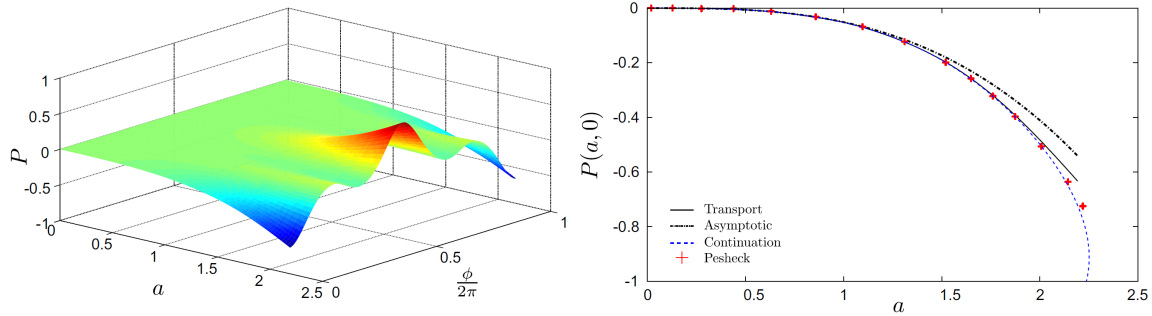 1
0.5
0
-0.5
-1
P
0
0.5
1
1.5
2
2.5
a
0
0.5
1
ϕ
2π
0
-0.2
-0.4
-0.6
-0.8
-1
P(a, 0)
Transport
Asymptotic
Continuation
Pesheck
0 0.5 1 1.5 2 2.5
a